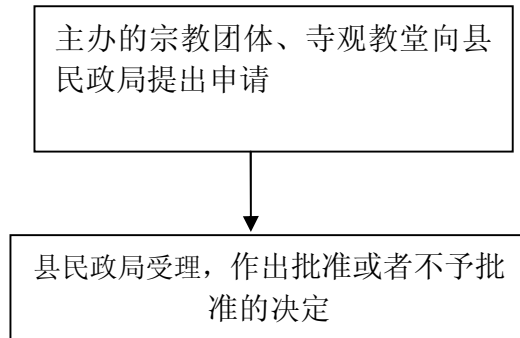 主办的宗教团体、寺观教堂向县
民政局提出申请
县民政局受理，作出批准或者不予批
准的决定